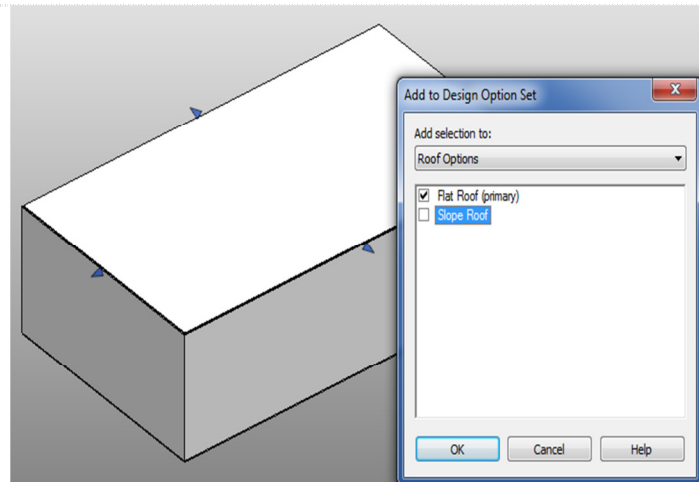 Add to Design Option Set
Add selection to:
Roof Options
Flat Roof (primary)
Slope Roof
OK Cancel Help